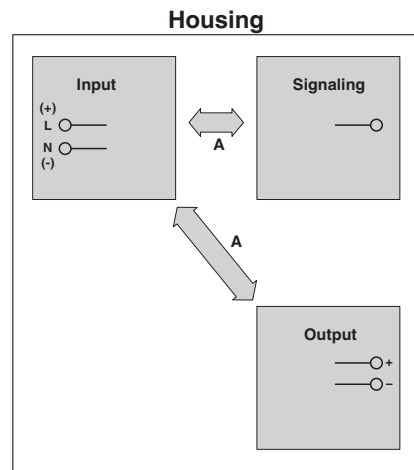 Housing
Input
Signaling
(+)
L
N
(-)
A
A
Output
+
–